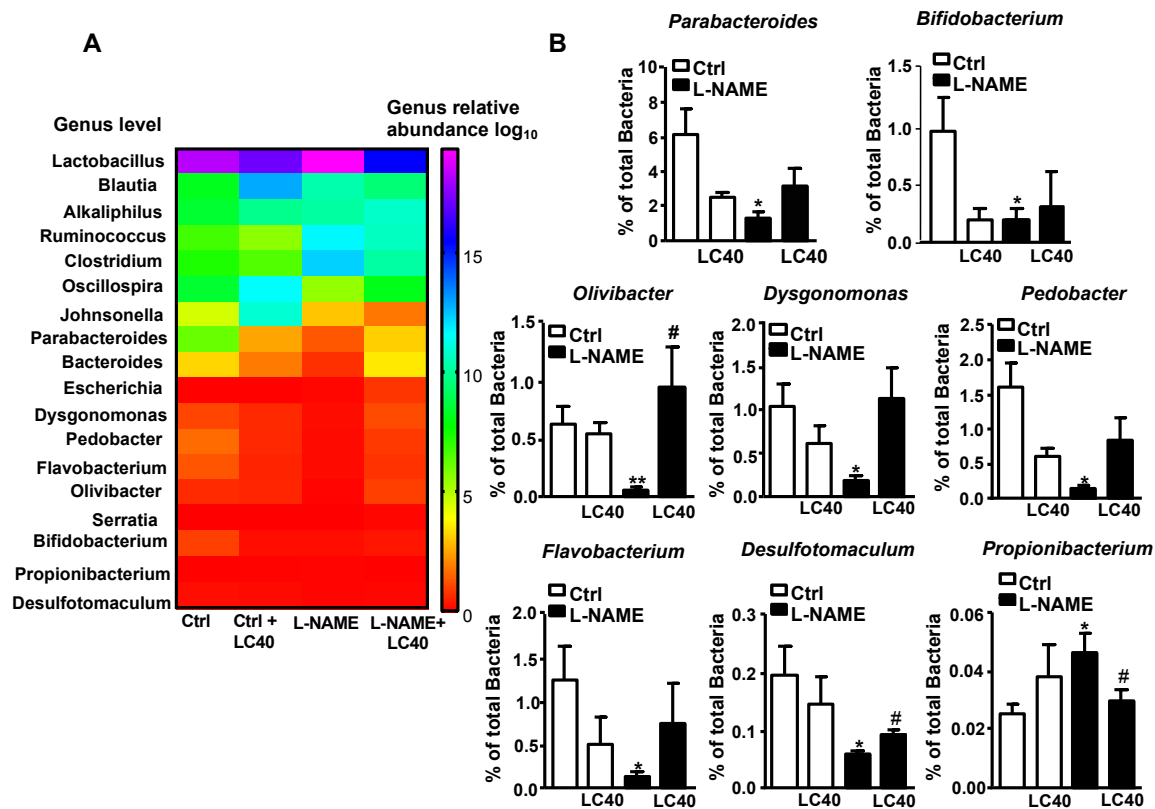 A
Genus level
Genus relative
abundance log10
Lactobacillus
Blautia
Alkaliphilus
Ruminococcus
Clostridium
Oscillospira
Johnsonella
Parabacteroides
Bacteroides
Escherichia
Dysgonomonas
Pedobacter
Flavobacterium
Olivibacter
Serratia
Bifidobacterium
Propionibacterium
Desulfotomaculum
15
10
5
0
Ctrl
Ctrl +
LC40
L-NAME
L-NAME+
LC40
B
Parabacteroides
% of total Bacteria
10
8
6
4
2
0
Ctrl
L-NAME
*
LC40
LC40
Bifidobacterium
% of total Bacteria
1.5
1.0
0.5
0.0
Ctrl
L-NAME
*
LC40
LC40
Olivibacter
% of total Bacteria
1.5
1.0
0.5
0.0
Ctrl
L-NAME
**
#
LC40
LC40
Dysgonomonas
% of total Bacteria
2.0
1.5
1.0
0.5
0.0
Ctrl
L-NAME
*
LC40
LC40
Pedobacter
% of total Bacteria
2.5
2.0
1.5
1.0
0.5
0.0
Ctrl
L-NAME
*
LC40
LC40
Flavobacterium
% of total Bacteria
2.0
1.5
1.0
0.5
0.0
Ctrl
L-NAME
*
LC40
LC40
Desulfotomaculum
% of total Bacteria
0.3
0.2
0.1
0.0
Ctrl
L-NAME
*
#
LC40
LC40
Propionibacterium
% of total Bacteria
0.06
0.04
0.02
0.00
Ctrl
L-NAME
*
#
LC40
LC40